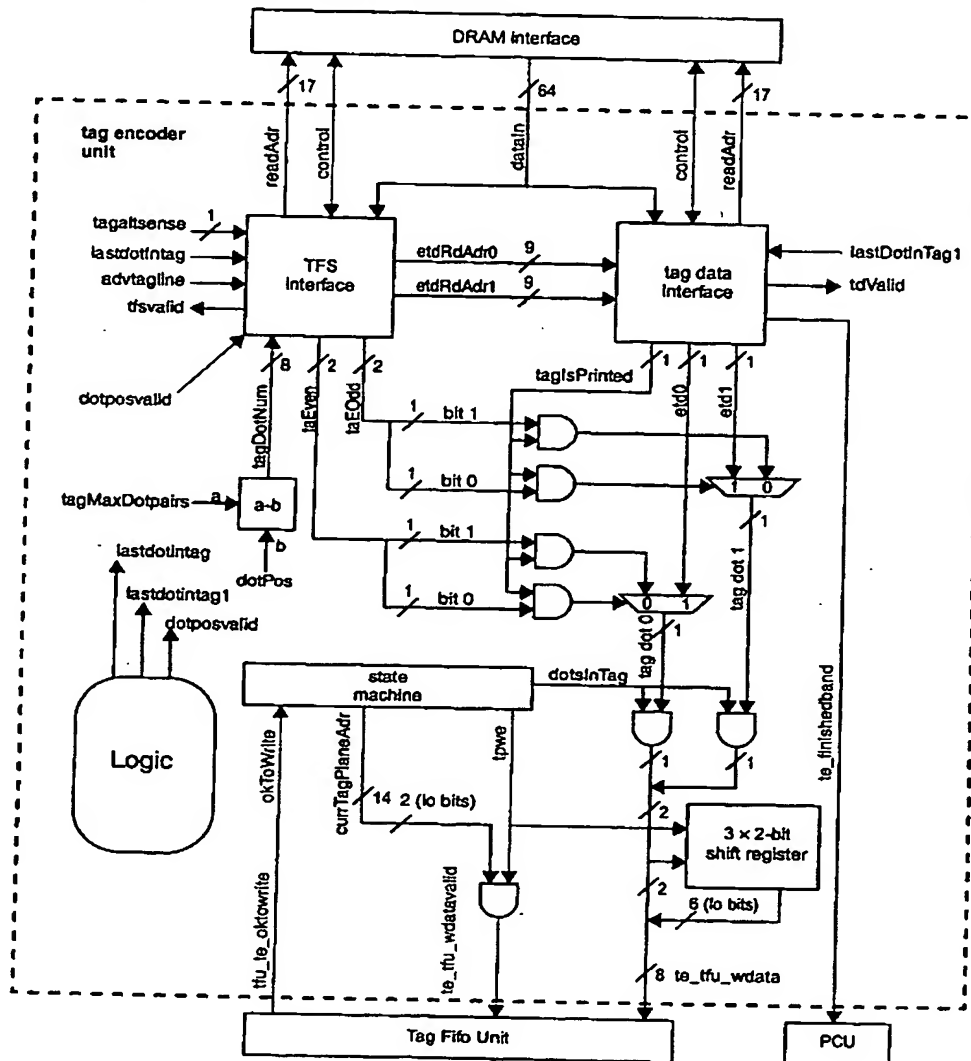 DRAM Interface
17
64
17
tag encoder
unit
readAdr
control
dataIn
control
readAdr
tagaltsense
1
lastdotintag
advtagline
tfsvalid
dotposvalid
TFS
Interface
etdRdAdr0
9
etdRdAdr1
9
tag data
Interface
lastDotInTag1
tdValid
8
2
2
tagIsPrinted
1
1
1
tagDotNum
taEven
taEOdd
etd0
etd1
1
bit 1
1
bit 0
1 0
1
tagMaxDotpairs
a
a-b
b
dotPos
1
bit 1
1
bit 0
0 1
1
tag dot 0
tag dot 1
lastdotintag
lastdotintag1
dotposvalid
Logic
state
machine
dotsInTag
okToWrite
currTagPlaneAdr
14
2 (lo bits)
tpwe
1
1
2
3 × 2-bit
shift register
2
6 (lo bits)
te_finishedband
tfu_te_oktowrite
te_tfu_wdatavalid
8
te_tfu_wdata
Tag Fifo Unit
PCU